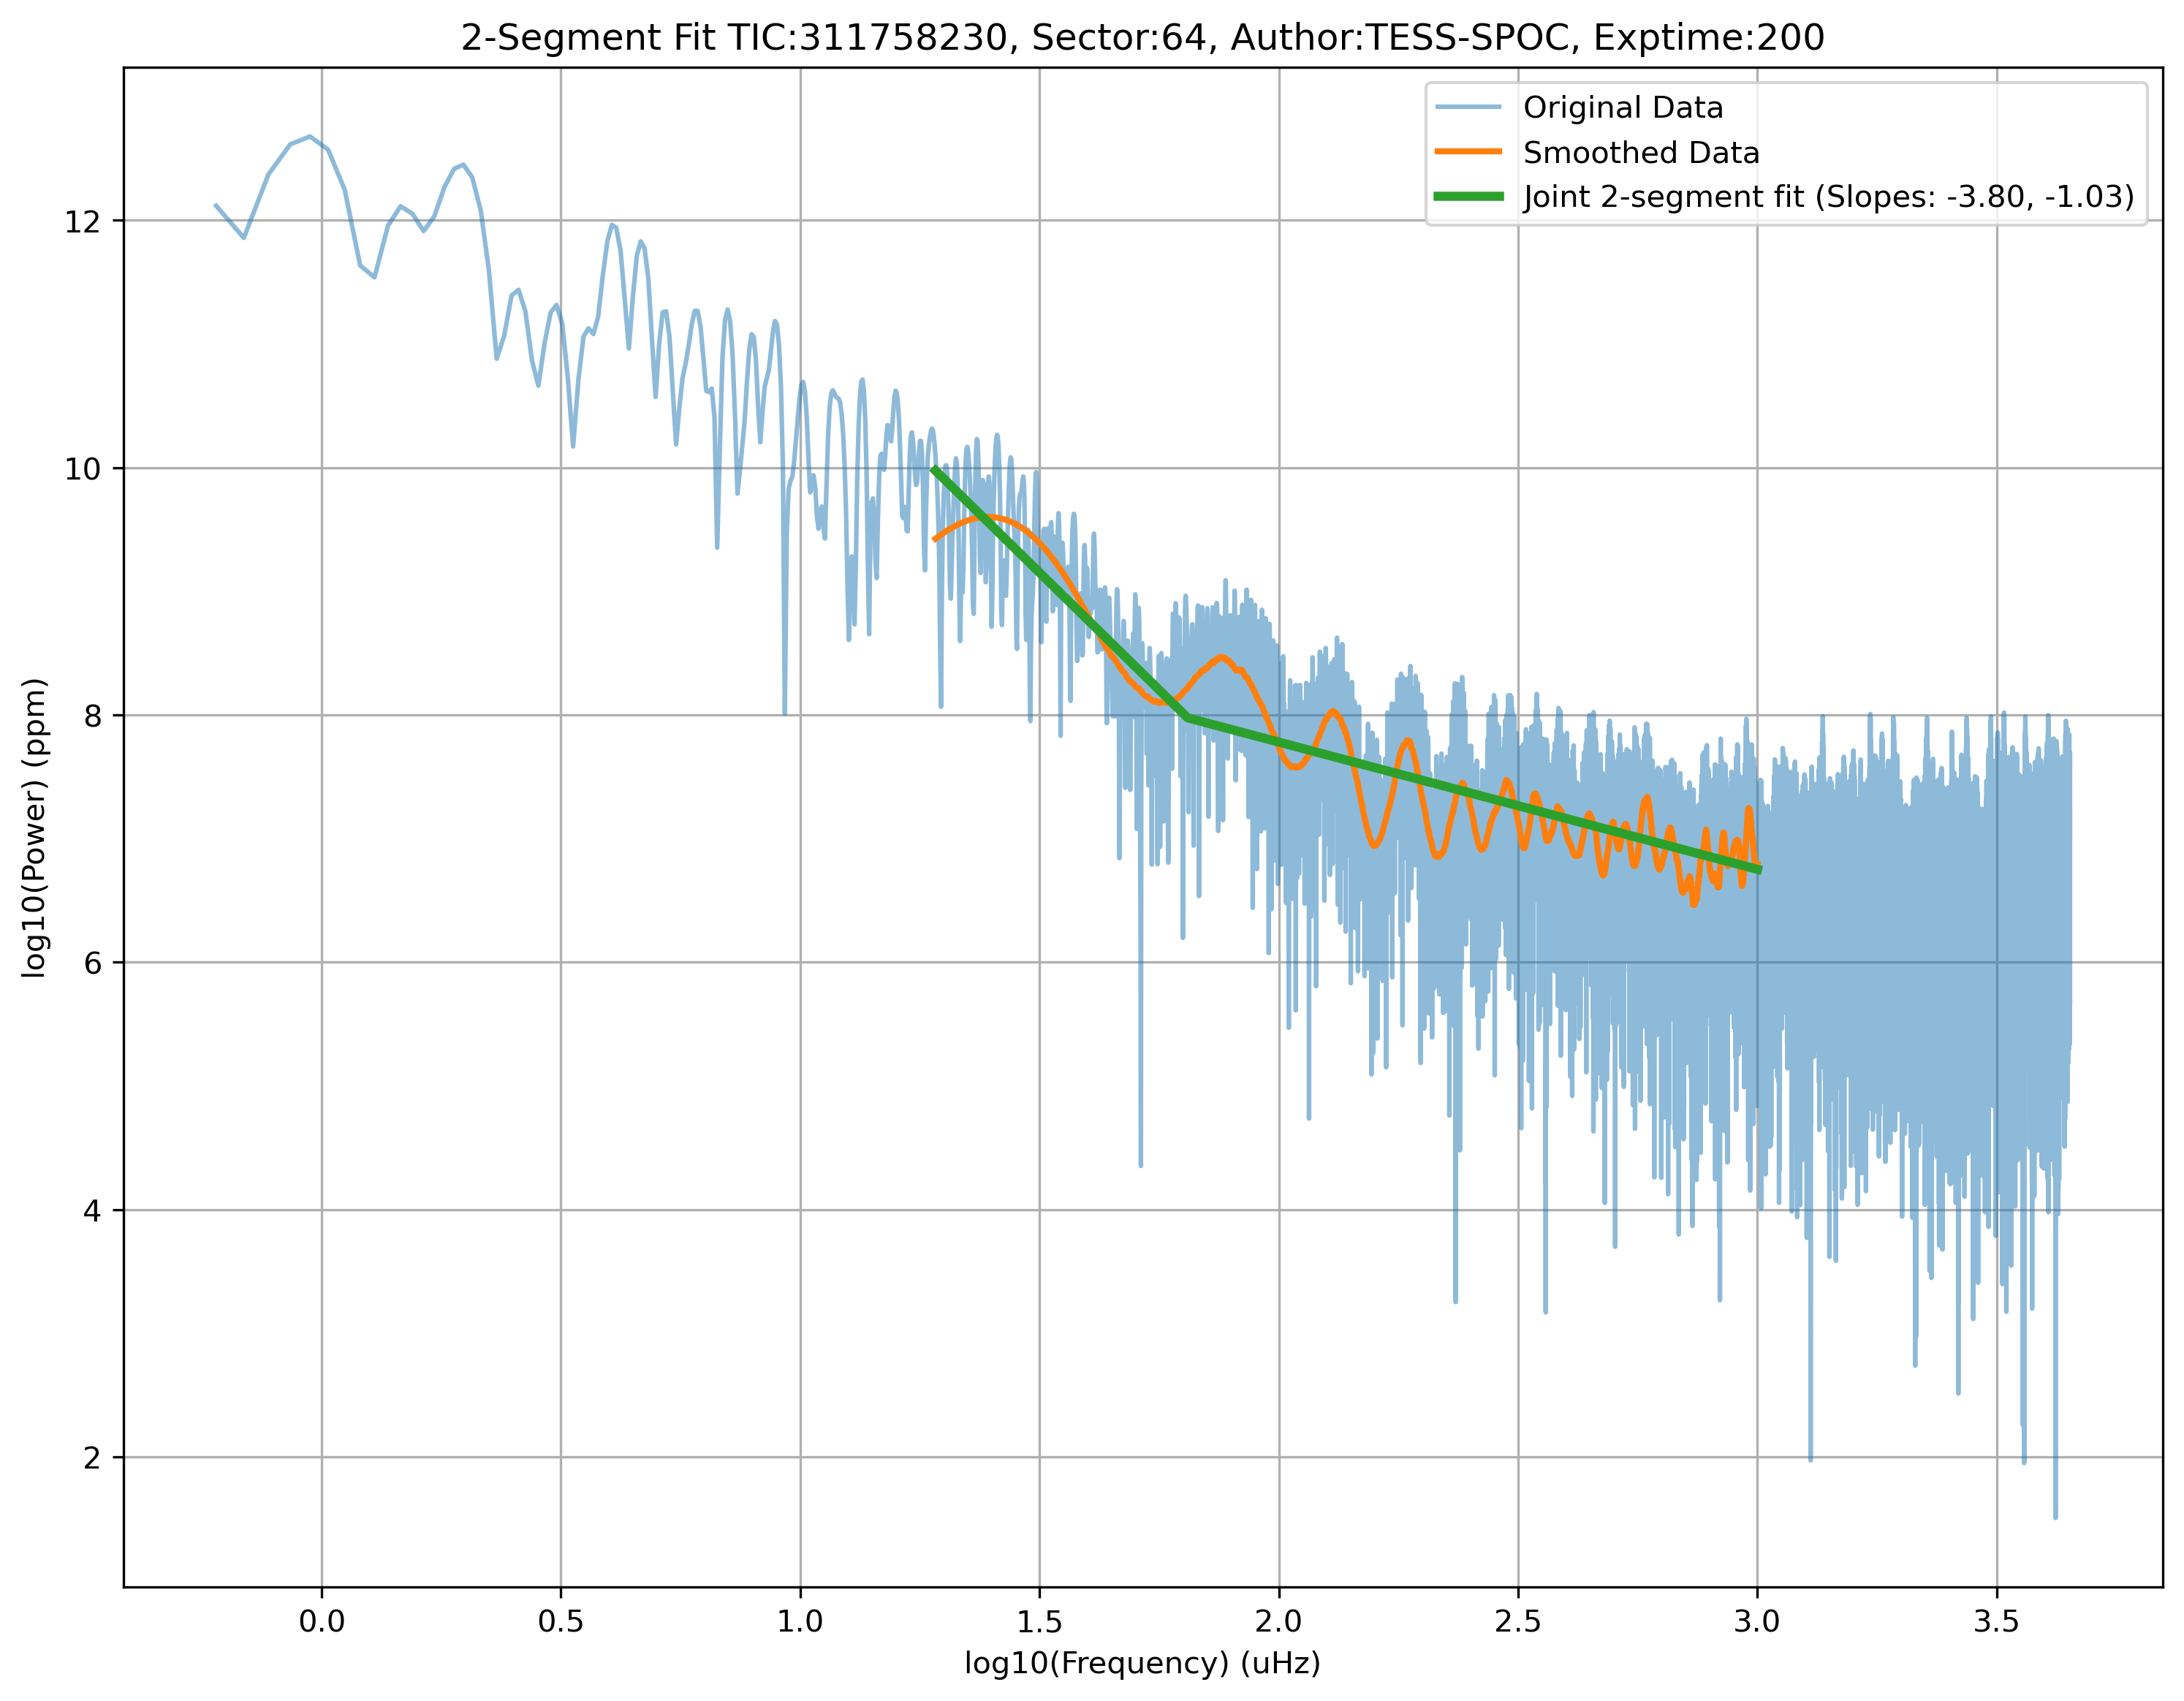 2-Segment Fit TIC:311758230, Sector:64, Author:TESS-SPOC, Exptime:200
Original Data
Smoothed Data
Joint 2-segment fit (Slopes: -3.80, -1.03)
log10(Power) (ppm)
12
10
8
6
4
2
0.0 0.5 1.0 1.5 2.0 2.5 3.0 3.5
log10(Frequency) (uHz)